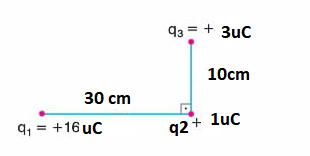 q₃ = + 3uC
10cm
30 cm
q₁ = +16 uC
q2 + 1uC